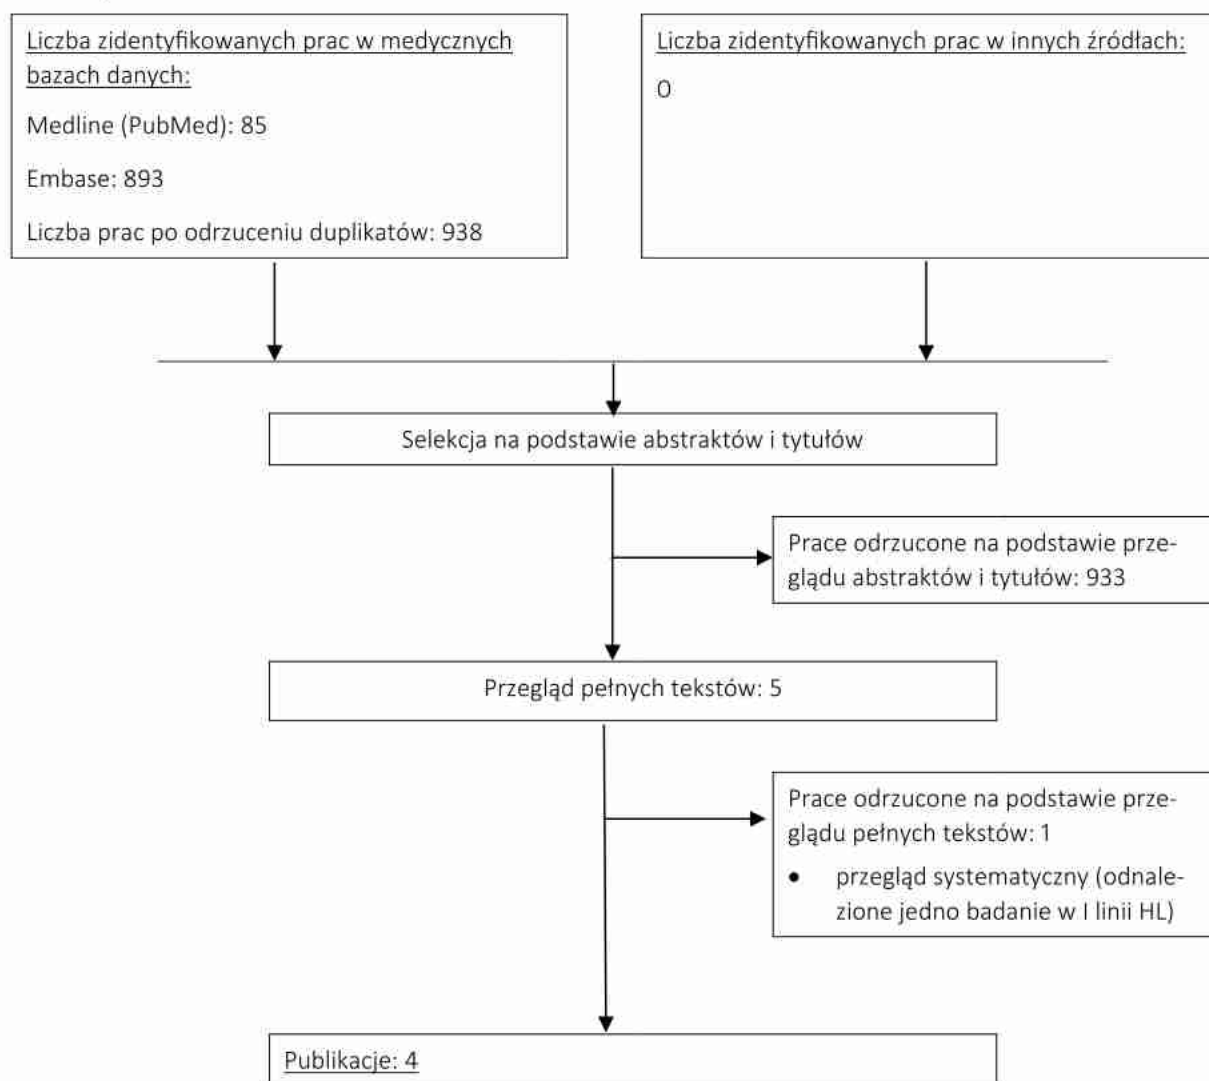 Liczba zidentyfikowanych prac w medycznych
bazach danych:
Medline (PubMed): 85
Embase: 893
Liczba prac po odrzuceniu duplikatów: 938
Liczba zidentyfikowanych prac w innych źródłach:
0
Selekcja na podstawie abstraktów i tytułów
Prace odrzucone na podstawie prze-
glądu abstraktów i tytułów: 933
Przegląd pełnych tekstów: 5
Prace odrzucone na podstawie prze-
glądu pełnych tekstów: 1
• przegląd systematyczny (odnale-
zione jedno badanie w I linii HL)
Publikacje: 4